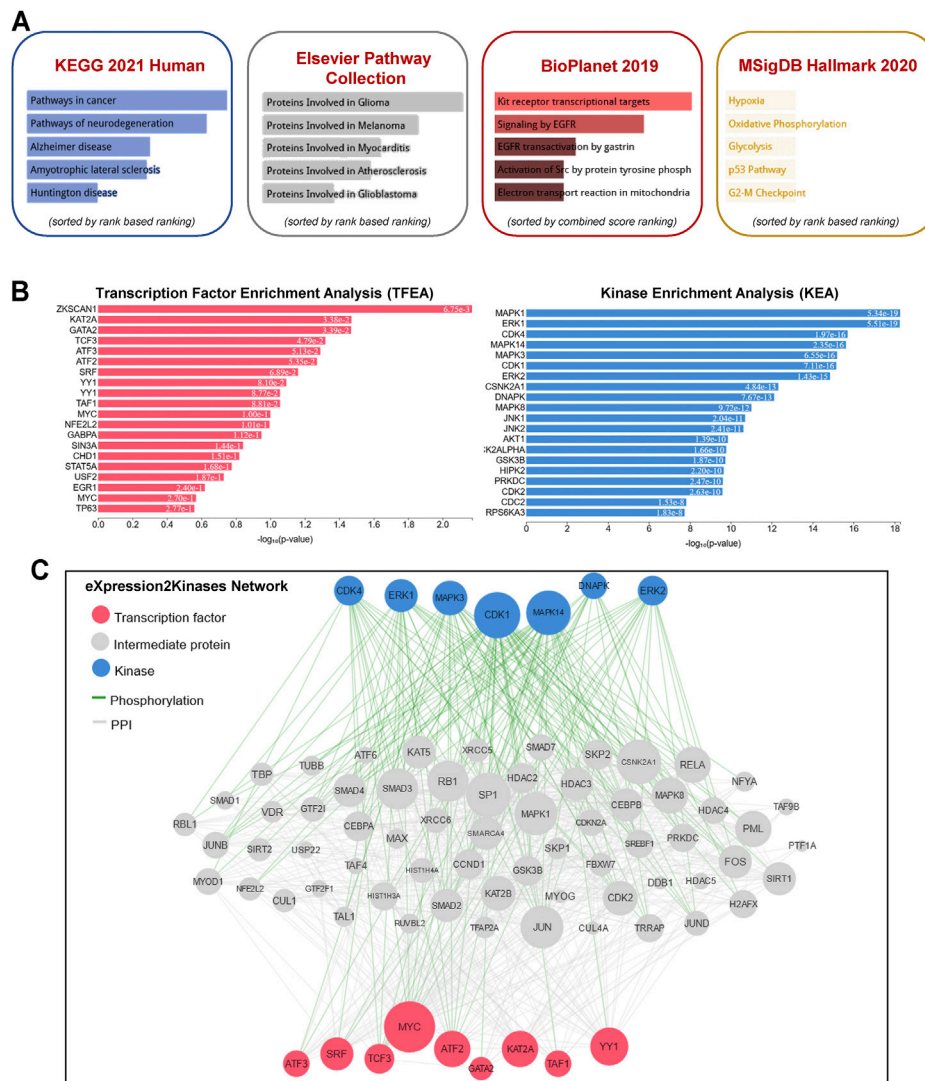 A
KEGG 2021 Human
Pathways in cancer
Pathways of neurodegeneration
Alzheimer disease
Amyotrophic lateral sclerosis
Huntington disease
(sorted by rank based ranking)
Elsevier Pathway
Collection
Proteins Involved in Glioma
Proteins Involved in Melanoma
Proteins Involved in Myocarditis
Proteins Involved in Atherosclerosis
Proteins Involved in Glioblastoma
(sorted by rank based ranking)
BioPlanet 2019
Kit receptor transcriptional targets
Signaling by EGFR
EGFR transactivation by gastrin
Activation of Src by protein tyrosine phosph
Electron transport reaction in mitochondria
(sorted by combined score ranking)
MSigDB Hallmark 2020
Hypoxia
Oxidative Phosphorylation
Glycolysis
p53 Pathway
G2-M Checkpoint
(sorted by rank based ranking)
B
Transcription Factor Enrichment Analysis (TFEA)
ZKSCAN1 6.75e-3
KAT2A 3.38e-2
GATA2 3.39e-2
TCF3 4.79e-2
ATF3 5.13e-2
ATF2 5.35e-2
SRF 6.89e-2
YY1 8.10e-2
YY1 8.77e-2
TAF1 8.81e-2
MYC 1.00e-1
NFE2L2 1.01e-1
GABPA 1.12e-1
SIN3A 1.44e-1
CHD1 1.51e-1
STAT5A 1.68e-1
USF2 1.87e-1
EGR1 2.40e-1
MYC 2.70e-1
TP63 2.77e-1
0.0 0.2 0.4 0.6 0.8 1.0 1.2 1.4 1.6 1.8 2.0
-log₁₀(p-value)
Kinase Enrichment Analysis (KEA)
MAPK1 5.34e-19
ERK1 5.51e-19
CDK4 1.97e-16
MAPK14 2.35e-16
MAPK3 6.55e-16
CDK1 7.11e-16
ERK2 1.43e-15
CSNK2A1 4.84e-13
DNAPK 7.67e-13
MAPK8 9.72e-12
JNK1 2.04e-11
JNK2 2.41e-11
AKT1 1.39e-10
K2ALPHA 1.66e-10
GSK3B 1.87e-10
HIPK2 2.20e-10
PRKDC 2.47e-10
CDK2 2.63e-10
CDC2 1.53e-8
RPS6KA3 1.83e-8
0 2 4 6 8 10 12 14 16 18
-log₁₀(p-value)
C
eXpression2Kinases Network
Transcription factor
Intermediate protein
Kinase
Phosphorylation
PPI
CDK4 ERK1 MAPK3 CDK1 MAPK14 DNAPK ERK2
ATF6 KAT5 XRCC5 SMAD7 SKP2 CSNK2A1 RELA
TBP TUBB SMAD4 SMAD3 RB1 SP1 HDAC2 HDAC3 CEBPB MAPK8 NFYA
SMAD1 VDR GTF2I XRCC6 MAPK1 CDKN2A HDAC4 TAF9B
RBL1 JUNB SIRT2 USP22 CEBPA MAX SMARCA4 SKP1 SREBF1 PRKDC PML PTF1A
MYOD1 NFE2L2 GTF2F1 TAF4 HIST1H4A CCND1 GSK3B FBXW7 DDB1 HDAC5 FOS SIRT1
CUL1 TAL1 HIST1H3A SMAD2 KAT2B MYOG CDK2 H2AFX
RUVBL2 TFAP2A JUN CUL4A TRRAP JUND
MYC
ATF3 SRF TCF3 ATF2 GATA2 KAT2A TAF1 YY1